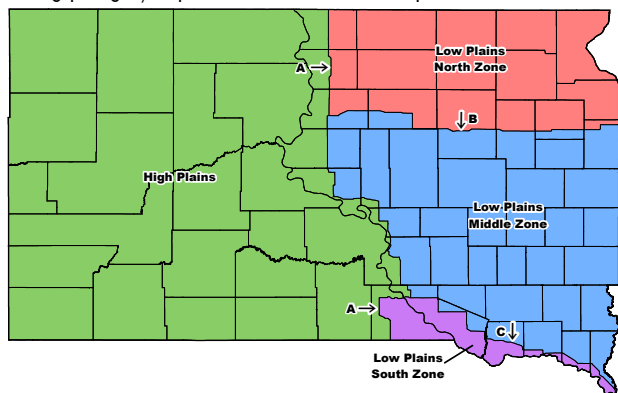 Low Plains
North Zone
A
B
High Plains
Low Plains
Middle Zone
A
C
Low Plains
South Zone